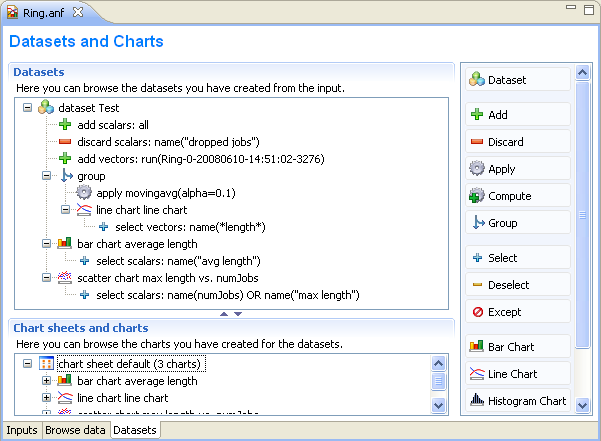 Ring.anf
Datasets and Charts
Datasets
Here you can browse the datasets you have created from the input.
dataset Test
add scalars: all
discard scalars: name("dropped jobs")
add vectors: run(Ring-0-20080610-14:51:02-3276)
group
apply movingavg(alpha=0.1)
line chart line chart
select vectors: name(*length*)
bar chart average length
select scalars: name("avg length")
scatter chart max length vs. numJobs
select scalars: name(numJobs) OR name("max length")
Chart sheets and charts
Here you can browse the charts you have created for the datasets.
chart sheet default (3 charts)
bar chart average length
line chart line chart
scatter chart max length vs. numJobs
Dataset
Add
Discard
Apply
Compute
Group
Select
Deselect
Except
Bar Chart
Line Chart
Histogram Chart
Inputs
Browse data
Datasets